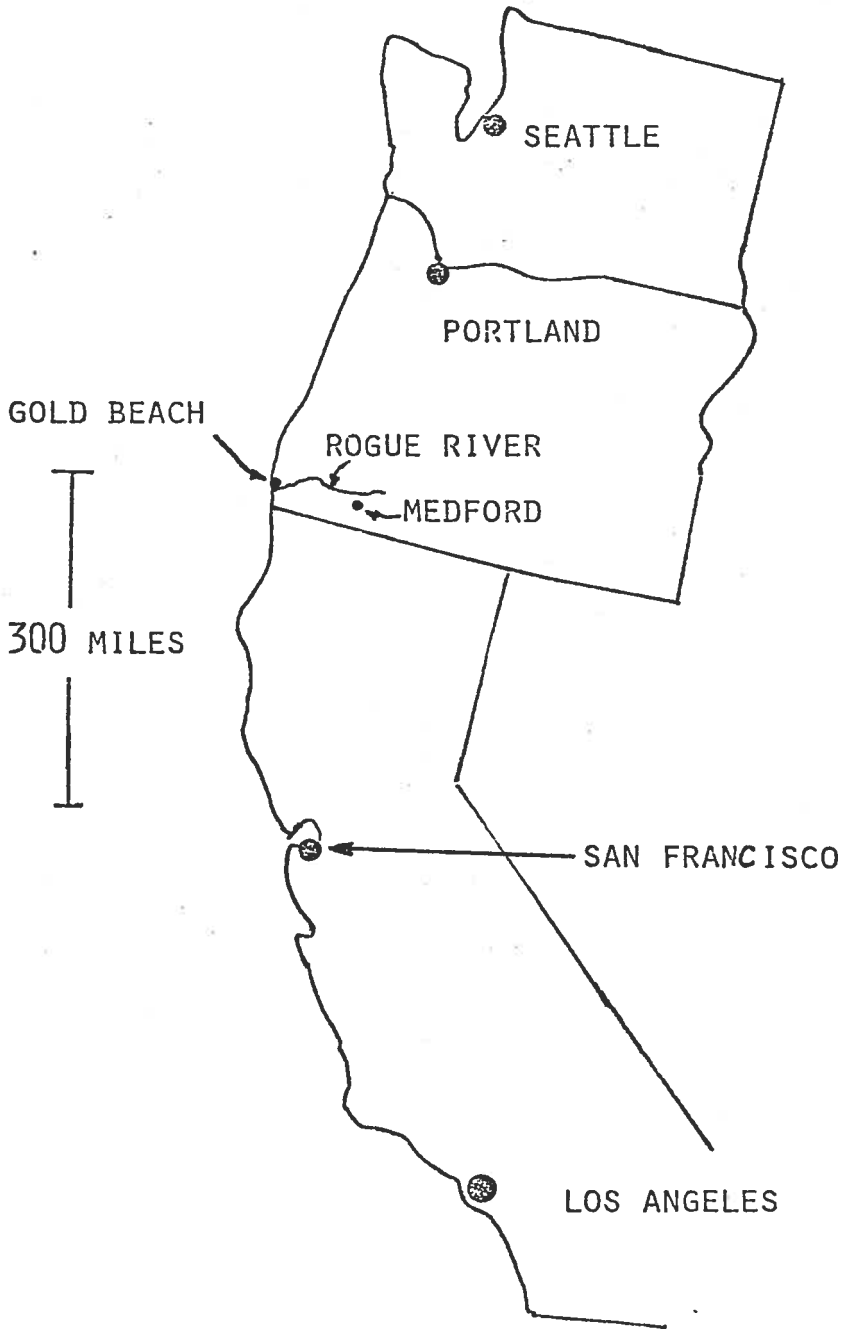 SEATTLE
PORTLAND
GOLD BEACH
ROGUE RIVER
MEDFORD
300 MILES
SAN FRANCISCO
LOS ANGELES